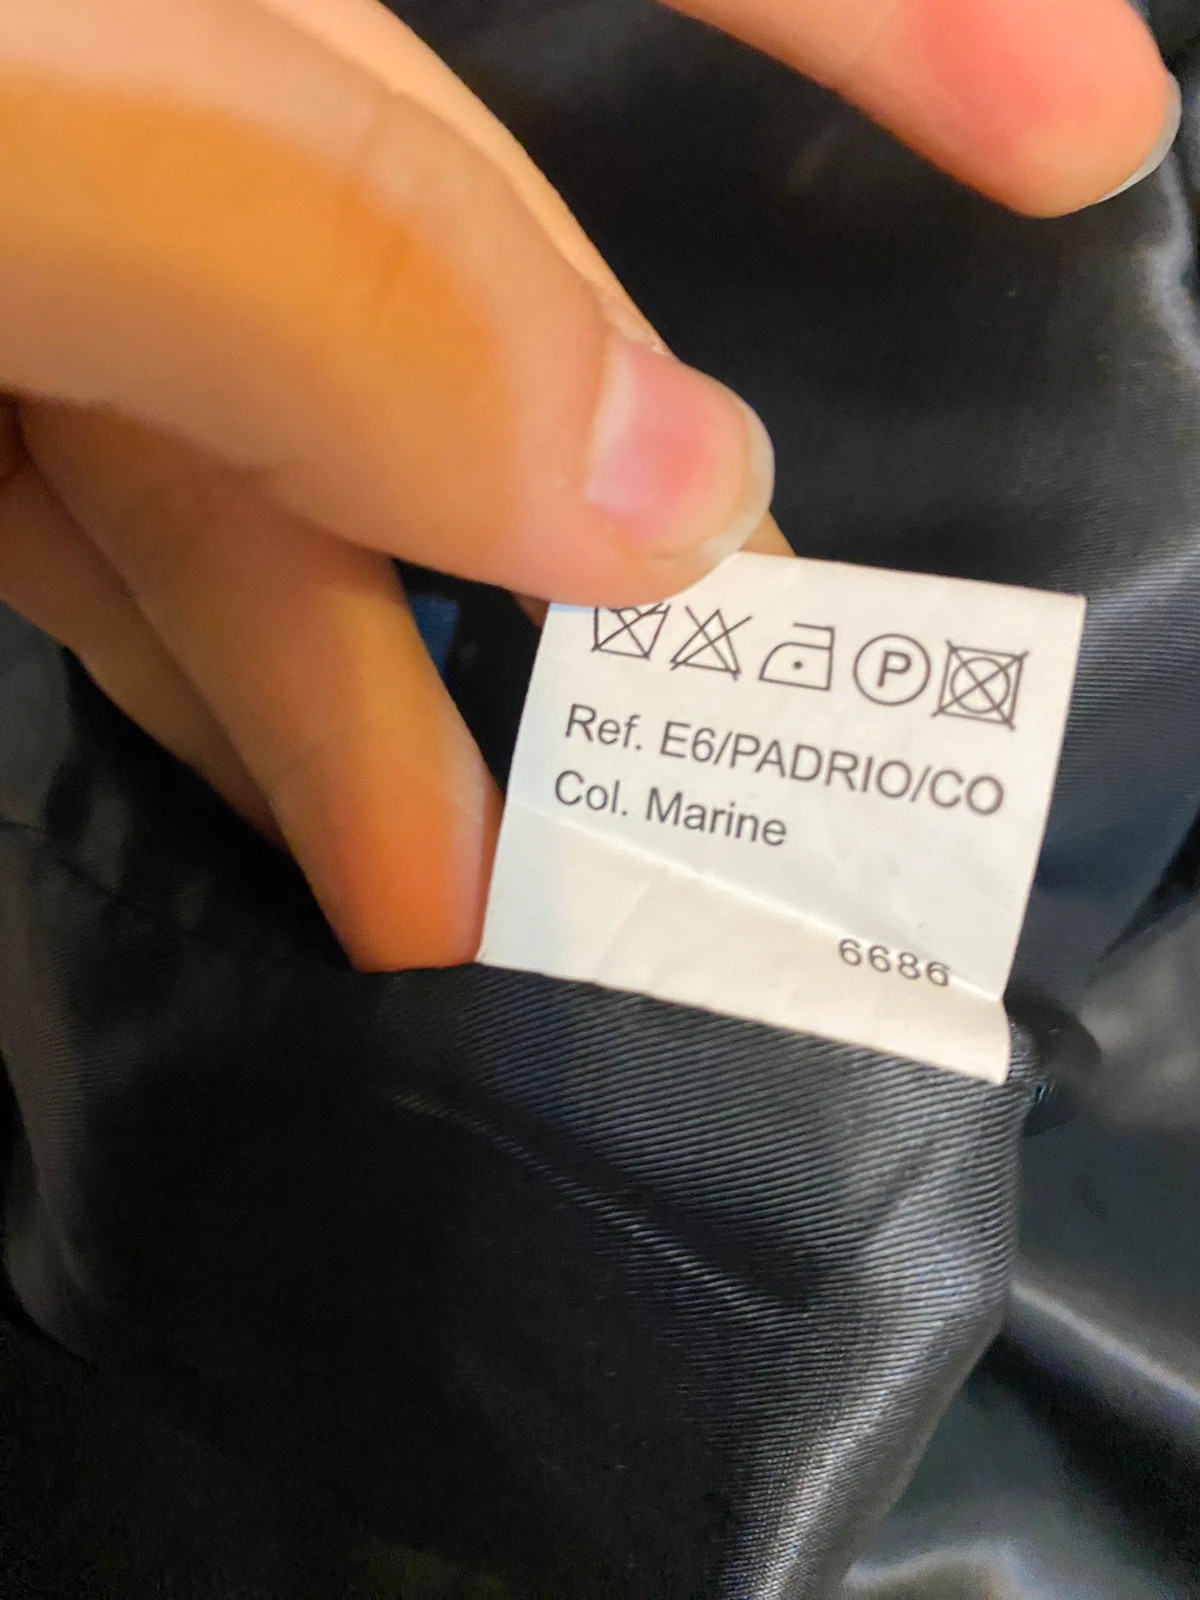 P
Ref. E6/PADRIO/CO
Col. Marine
6686